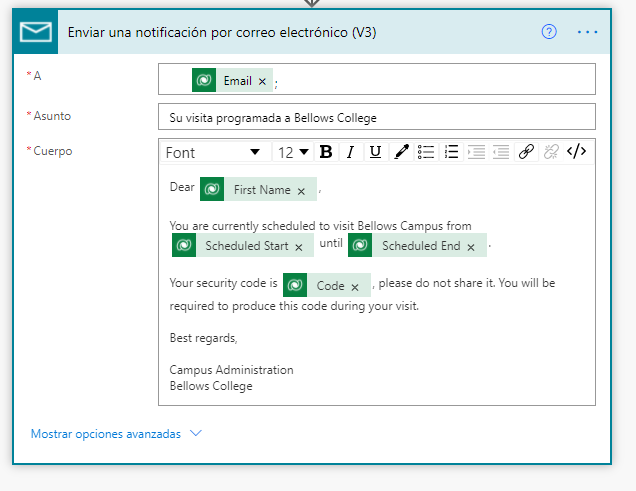 Enviar una notificación por correo electrónico (V3)
* A
Email × ;
* Asunto
Su visita programada a Bellows College
* Cuerpo
Font 12 B I U </>
Dear First Name × ,
You are currently scheduled to visit Bellows Campus from
Scheduled Start × until Scheduled End × .
Your security code is Code × , please do not share it. You will be
required to produce this code during your visit.
Best regards,
Campus Administration
Bellows College
Mostrar opciones avanzadas